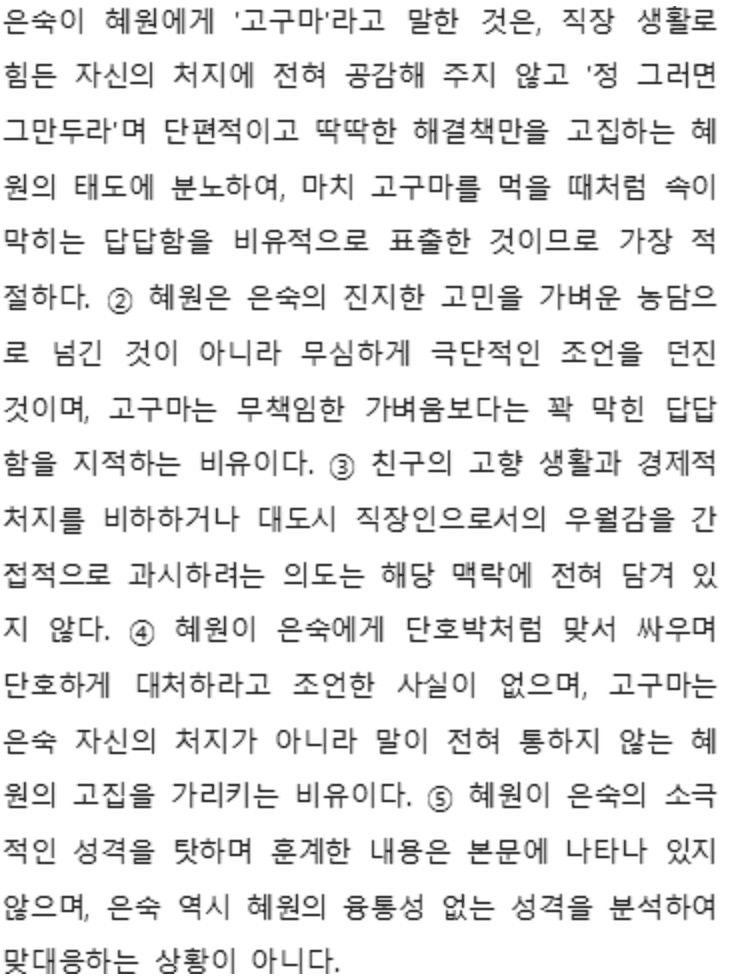 은숙이 혜원에게 '고구마'라고 말한 것은, 직장 생활로
힘든 자신의 처지에 전혀 공감해 주지 않고 '정 그러면
그만두라'며 단편적이고 딱딱한 해결책만을 고집하는 혜
원의 태도에 분노하여, 마치 고구마를 먹을 때처럼 속이
막히는 답답함을 비유적으로 표출한 것이므로 가장 적
절하다. ② 혜원은 은숙의 진지한 고민을 가벼운 농담으
로 넘긴 것이 아니라 무심하게 극단적인 조언을 던진
것이며, 고구마는 무책임한 가벼움보다는 꽉 막힌 답답
함을 지적하는 비유이다. ③ 친구의 고향 생활과 경제적
처지를 비하하거나 대도시 직장인으로서의 우월감을 간
접적으로 과시하려는 의도는 해당 맥락에 전혀 담겨 있
지 않다. ④ 혜원이 은숙에게 단호박처럼 맞서 싸우며
단호하게 대처하라고 조언한 사실이 없으며, 고구마는
은숙 자신의 처지가 아니라 말이 전혀 통하지 않는 혜
원의 고집을 가리키는 비유이다. ⑤ 혜원이 은숙의 소극
적인 성격을 탓하며 훈계한 내용은 본문에 나타나 있지
않으며, 은숙 역시 혜원의 융통성 없는 성격을 분석하여
맞대응하는 상황이 아니다.